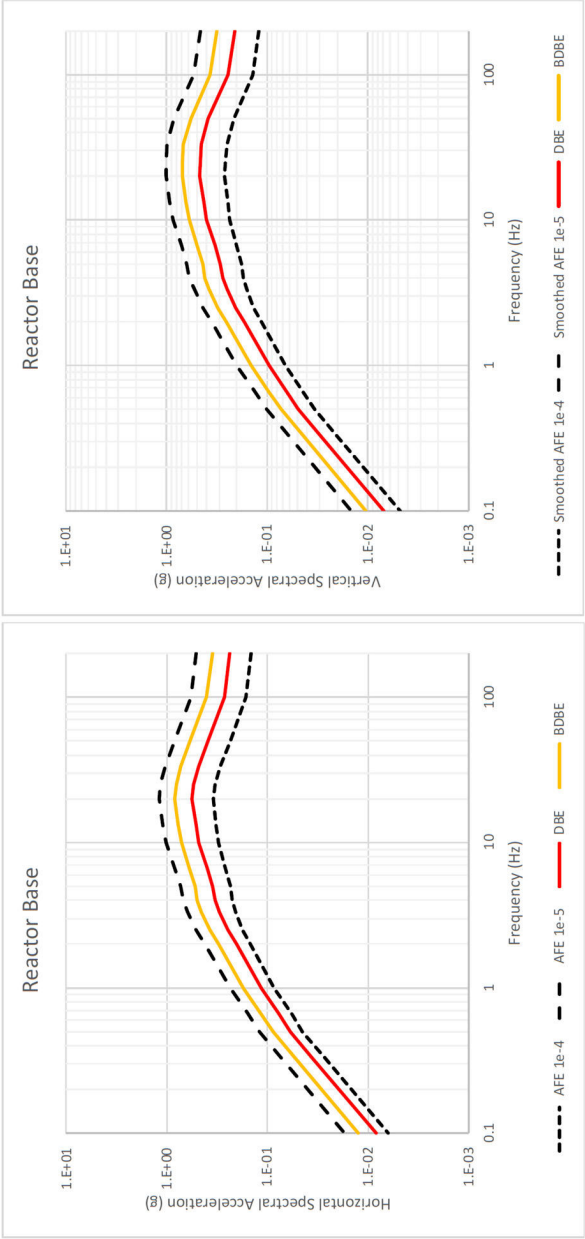 Reactor Base
Horizontal Spectral Acceleration (g)
1.E+01
1.E+00
1.E-01
1.E-02
1.E-03
0.1
1
10
100
Frequency (Hz)
AFE 1e-4
AFE 1e-5
DBE
BDBE
Reactor Base
Vertical Spectral Acceleration (g)
1.E+01
1.E+00
1.E-01
1.E-02
1.E-03
0.1
1
10
100
Frequency (Hz)
Smoothed AFE 1e-4
Smoothed AFE 1e-5
DBE
BDBE